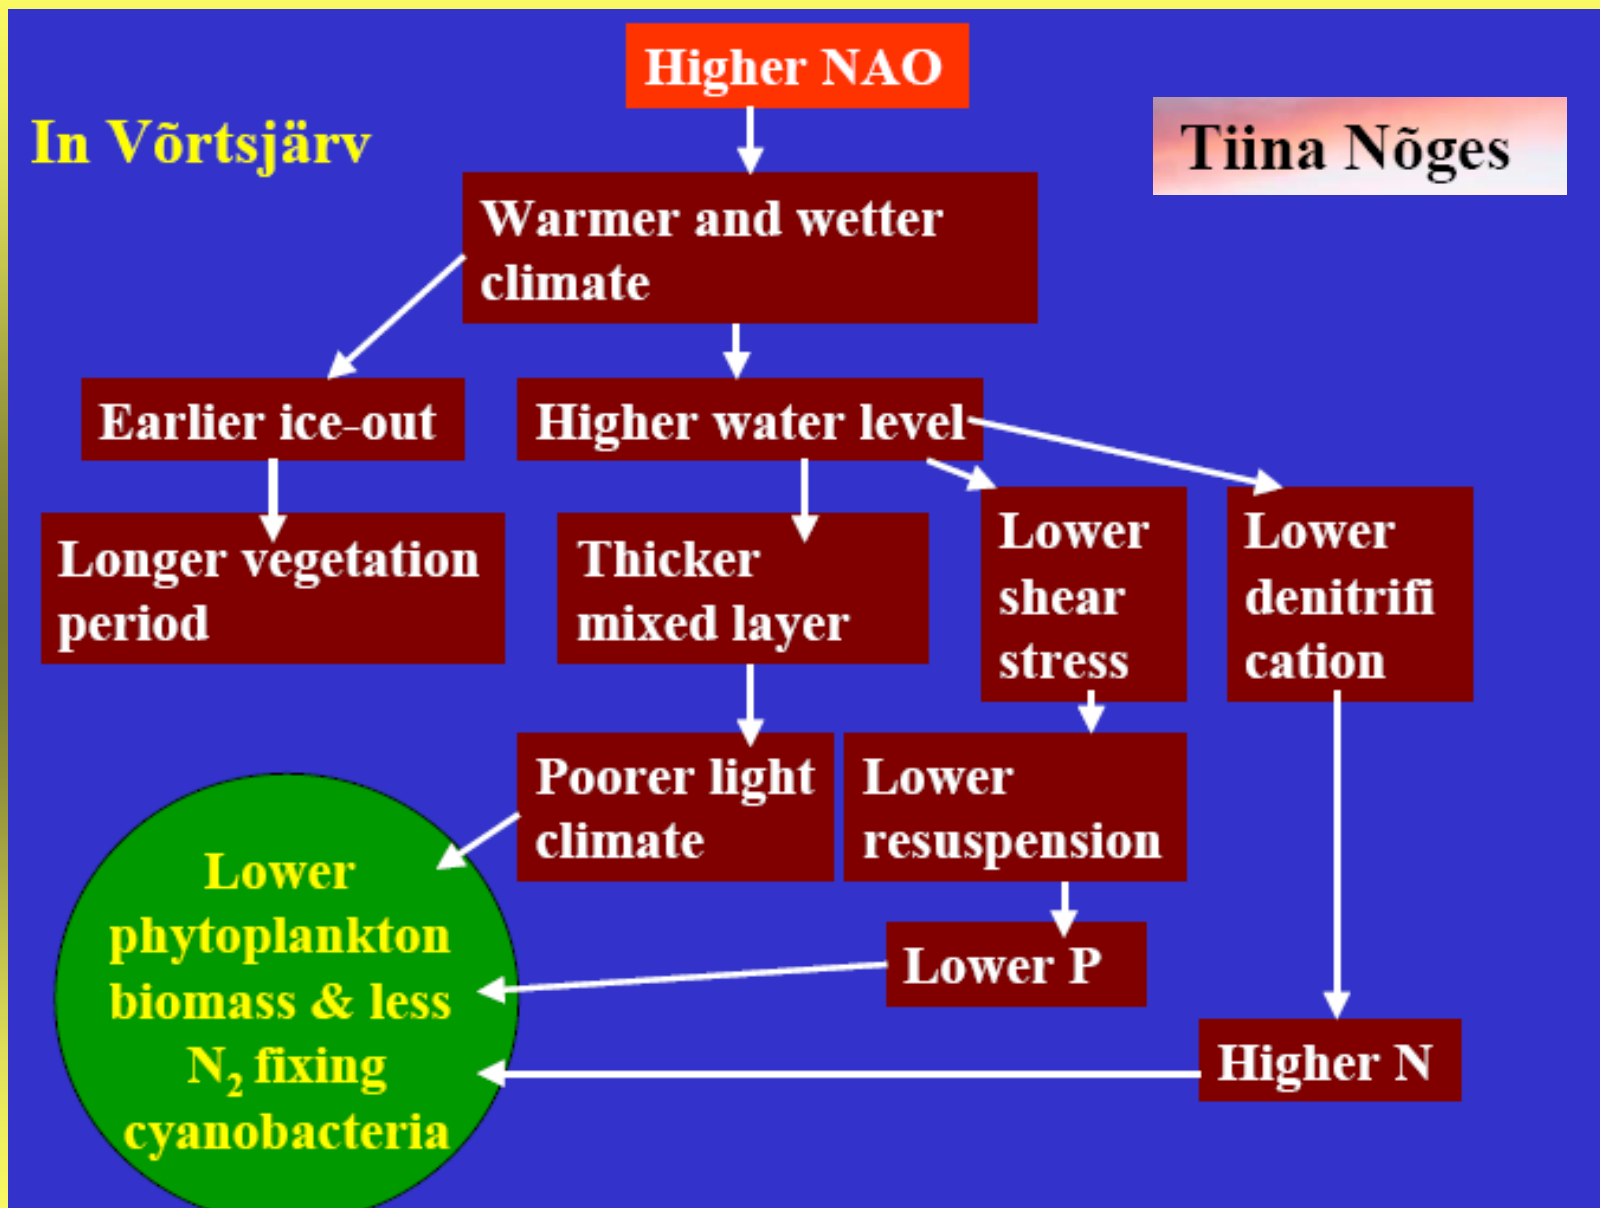 Higher NAO
In Võrtsjärv
Tiina Nõges
Warmer and wetter
climate
Earlier ice-out
Higher water level
Longer vegetation
period
Thicker
mixed layer
Lower
shear
stress
Lower
denitrifi
cation
Poorer light
climate
Lower
resuspension
Lower P
Higher N
Lower
phytoplankton
biomass & less
N₂ fixing
cyanobacteria